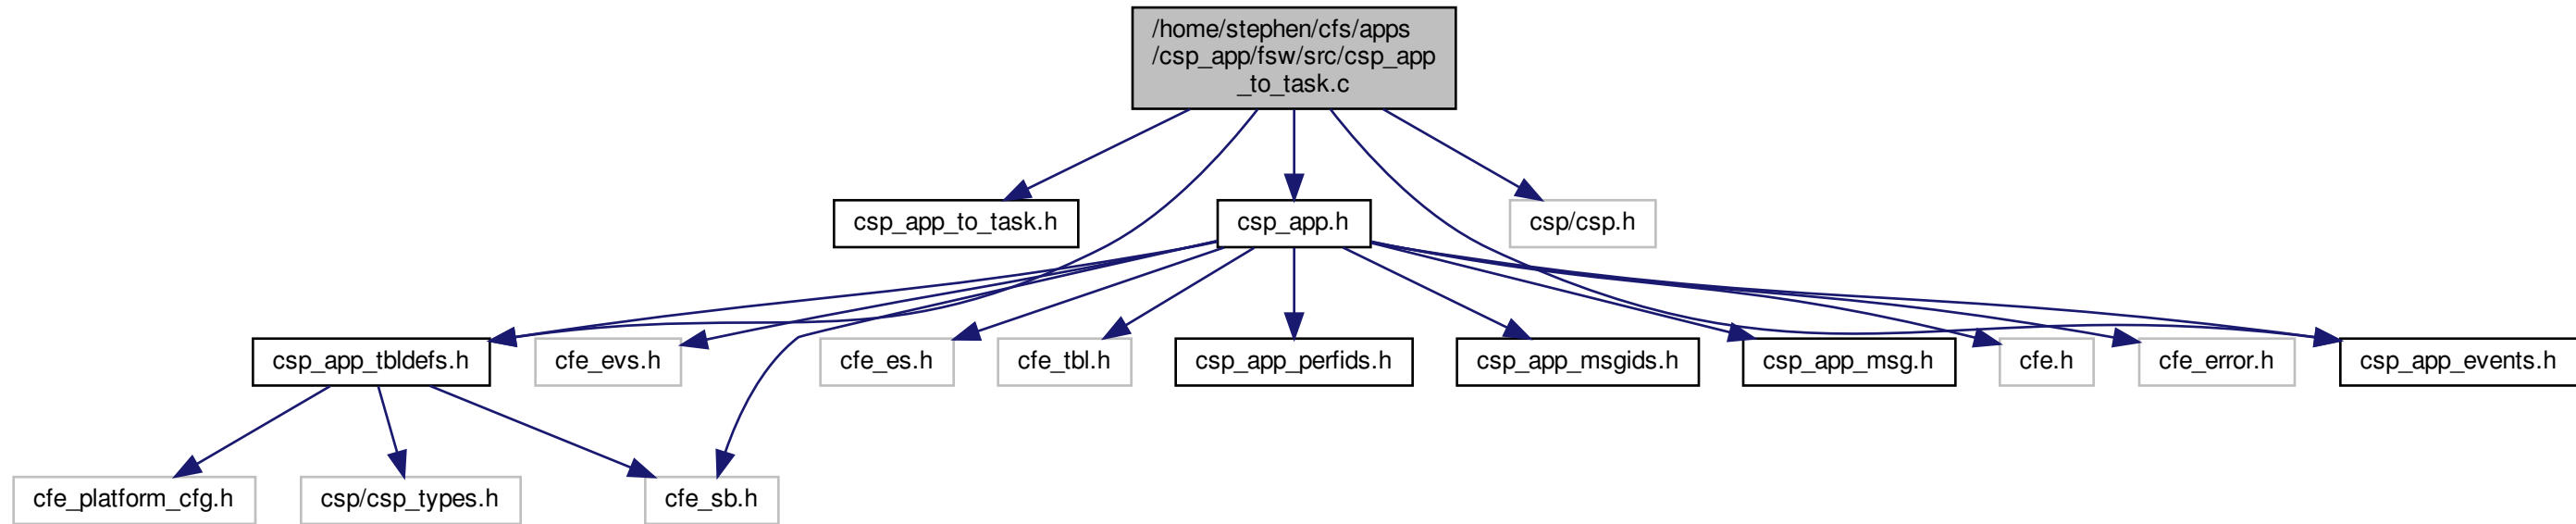 /home/stephen/cfs/apps
/csp_app/fsw/src/csp_app
_to_task.c
csp_app_to_task.h
csp_app.h
csp/csp.h
csp_app_tbldefs.h
cfe_evs.h
cfe_es.h
cfe_tbl.h
csp_app_perfids.h
csp_app_msgids.h
csp_app_msg.h
cfe.h
cfe_error.h
csp_app_events.h
cfe_platform_cfg.h
csp/csp_types.h
cfe_sb.h